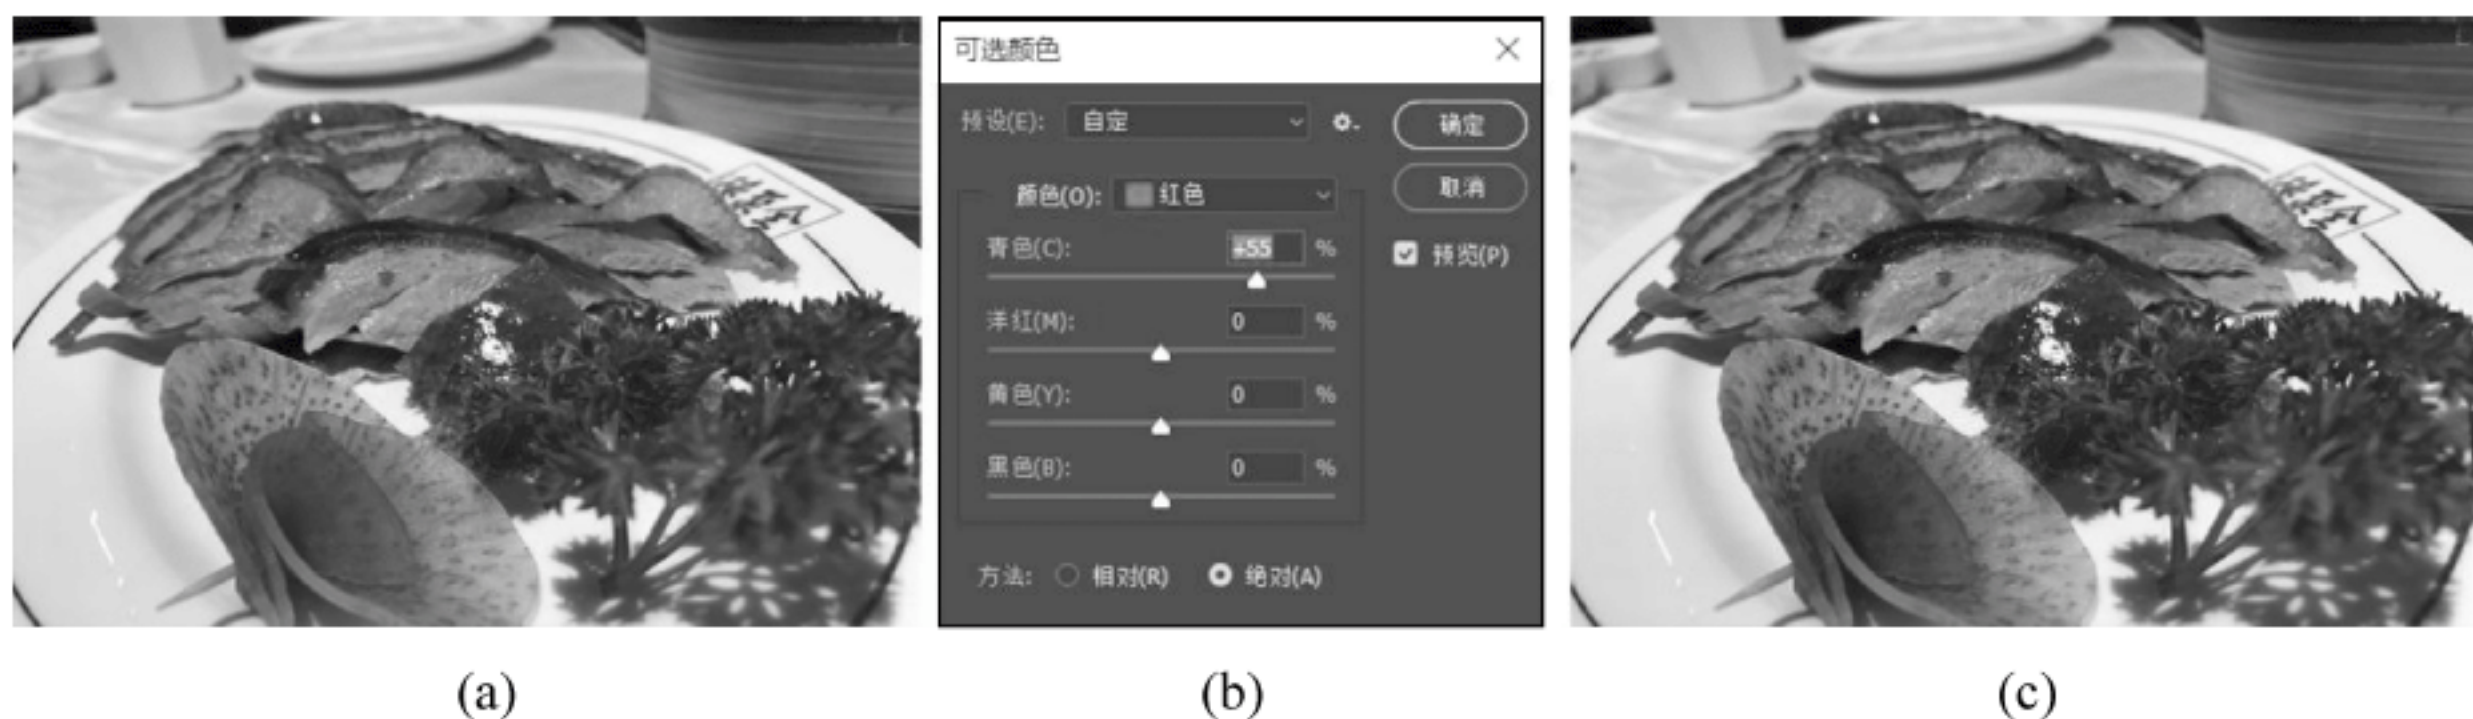 可选颜色
预设(E): 自定
确定
颜色(O): 红色
取消
青色(C): +55 %
预览(P)
洋红(M): 0 %
黄色(Y): 0 %
黑色(B): 0 %
方法: 相对(R) 绝对(A)
(a) (b) (c)